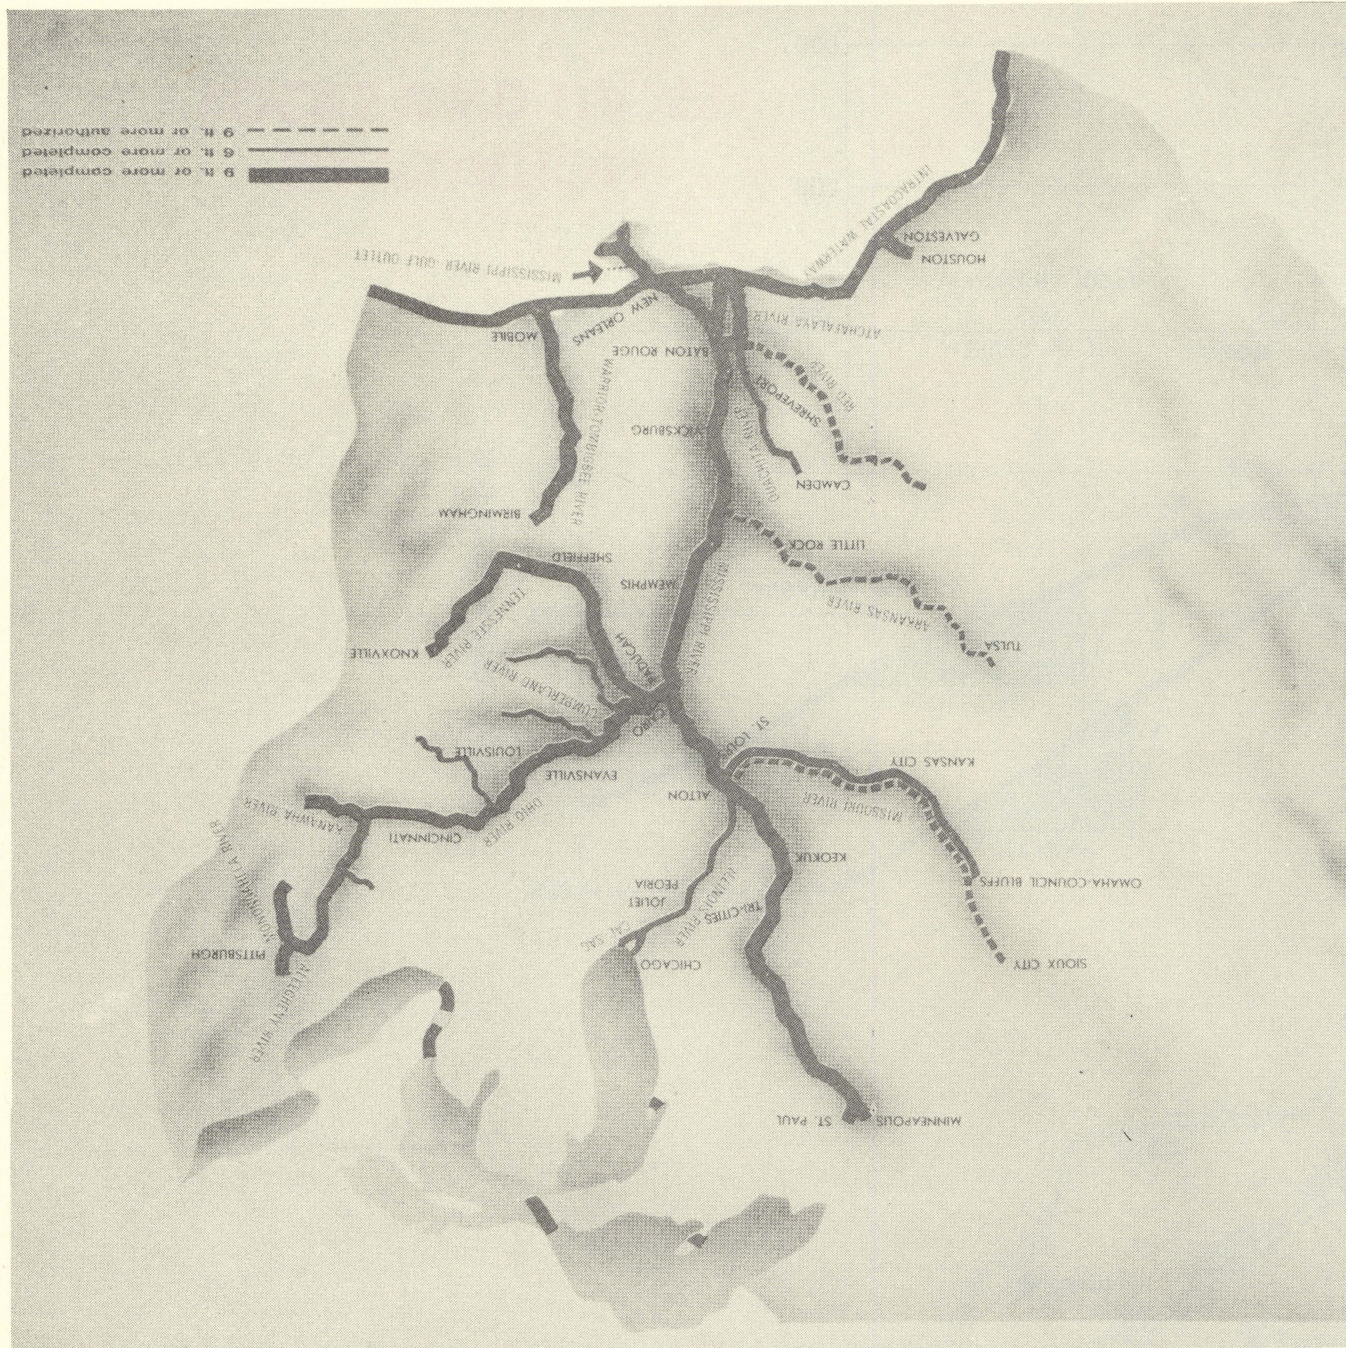 MINNEAPOLIS
ST. PAUL
SIOUX CITY
CHICAGO
CAL SAG
TRI-CITIES
JOLIET
PEORIA
ILLINOIS RIVER
OMAHA-COUNCIL BLUFFS
KEOKUK
ALLEGHENY RIVER
PITTSBURGH
MONONGAHELA RIVER
KANAWHA RIVER
CINCINNATI
OHIO RIVER
MISSOURI RIVER
ALTON
KANSAS CITY
EVANSVILLE
LOUISVILLE
ST. LOUIS
CAIRO
CUMBERLAND RIVER
PADUCAH
MISSISSIPPI RIVER
TULSA
KNOXVILLE
TENNESSEE RIVER
ARKANSAS RIVER
MEMPHIS
SHEFFIELD
LITTLE ROCK
BIRMINGHAM
WARRIOR-TOMBIGBEE RIVER
CAMDEN
OUACHITA RIVER
VICKSBURG
SHREVEPORT
RED RIVER
BATON ROUGE
ATCHAFALAYA RIVER
MOBILE
NEW ORLEANS
MISSISSIPPI RIVER-GULF OUTLET
HOUSTON
GALVESTON
INTRACOASTAL WATERWAY
9 ft. or more completed
6 ft. or more completed
9 ft. or more authorized